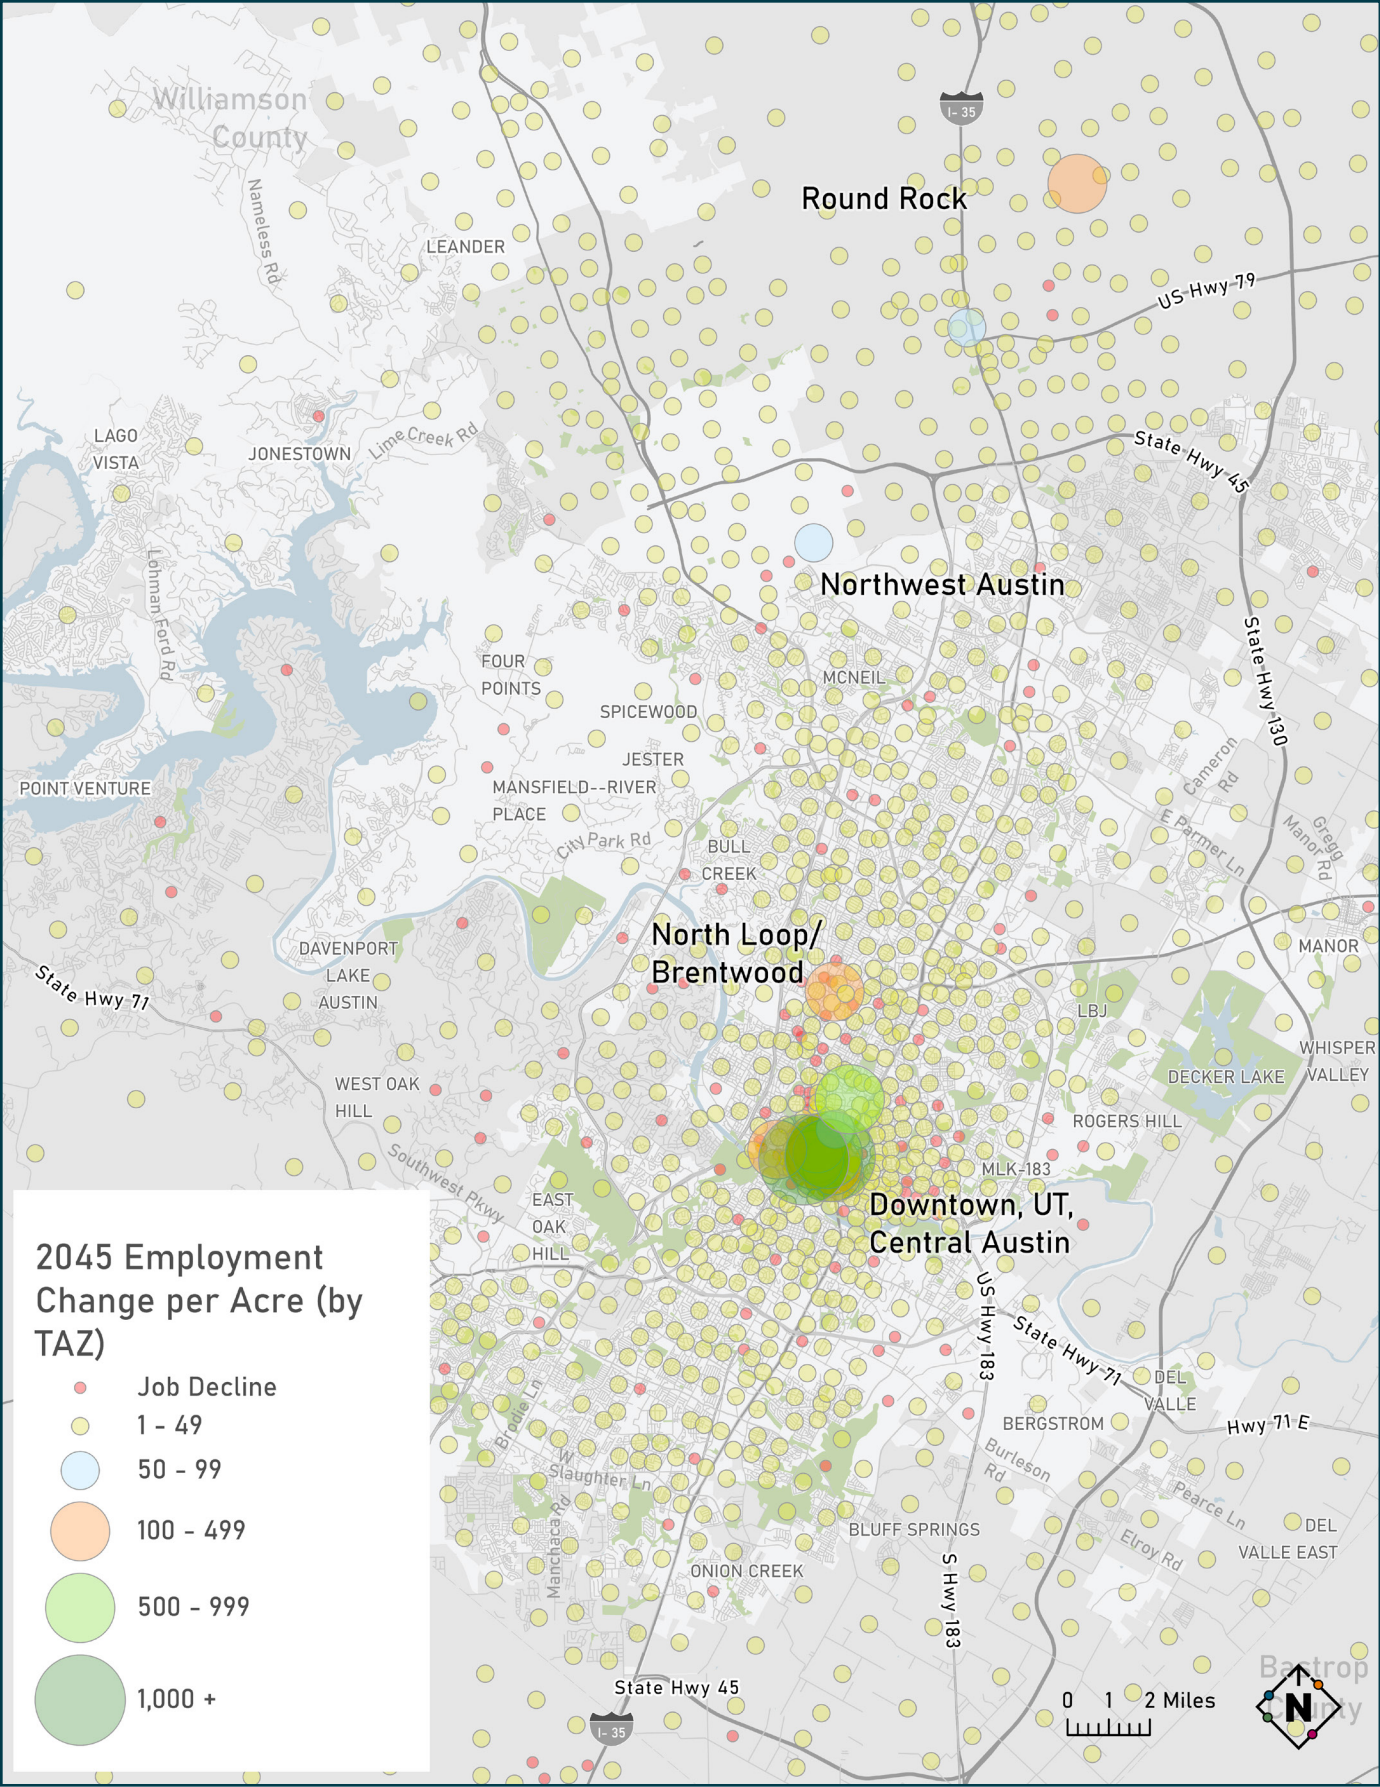 Williamson
County
I- 35
Nameless Rd
Round Rock
LEANDER
US Hwy 79
LAGO
VISTA
JONESTOWN
Lime Creek Rd
State Hwy 45
Lohman Ford Rd
Northwest Austin
State Hwy 130
FOUR
POINTS
MCNEIL
SPICEWOOD
JESTER
Cameron
Rd
POINT VENTURE
MANSFIELD--RIVER
PLACE
City Park Rd
E Parmer Ln
Gregg
Manor Rd
BULL
CREEK
North Loop/
Brentwood
DAVENPORT
LAKE
AUSTIN
MANOR
State Hwy 71
LBJ
WHISPER
VALLEY
DECKER LAKE
WEST OAK
HILL
ROGERS HILL
Southwest Pkwy
MLK-183
EAST
OAK
HILL
Downtown, UT,
Central Austin
US Hwy 183
State Hwy 71
DEL
VALLE
Brodie Ln
BERGSTROM
Hwy 71 E
Burleson
Rd
W
Slaughter Ln
Manchaca Rd
Pearce Ln
BLUFF SPRINGS
Elroy Rd
DEL
VALLE EAST
ONION CREEK
S Hwy 183
State Hwy 45
I- 35
2045 Employment
Change per Acre (by
TAZ)
Job Decline
1 - 49
50 - 99
100 - 499
500 - 999
1,000 +
0 1 2 Miles
Bastrop
County
N